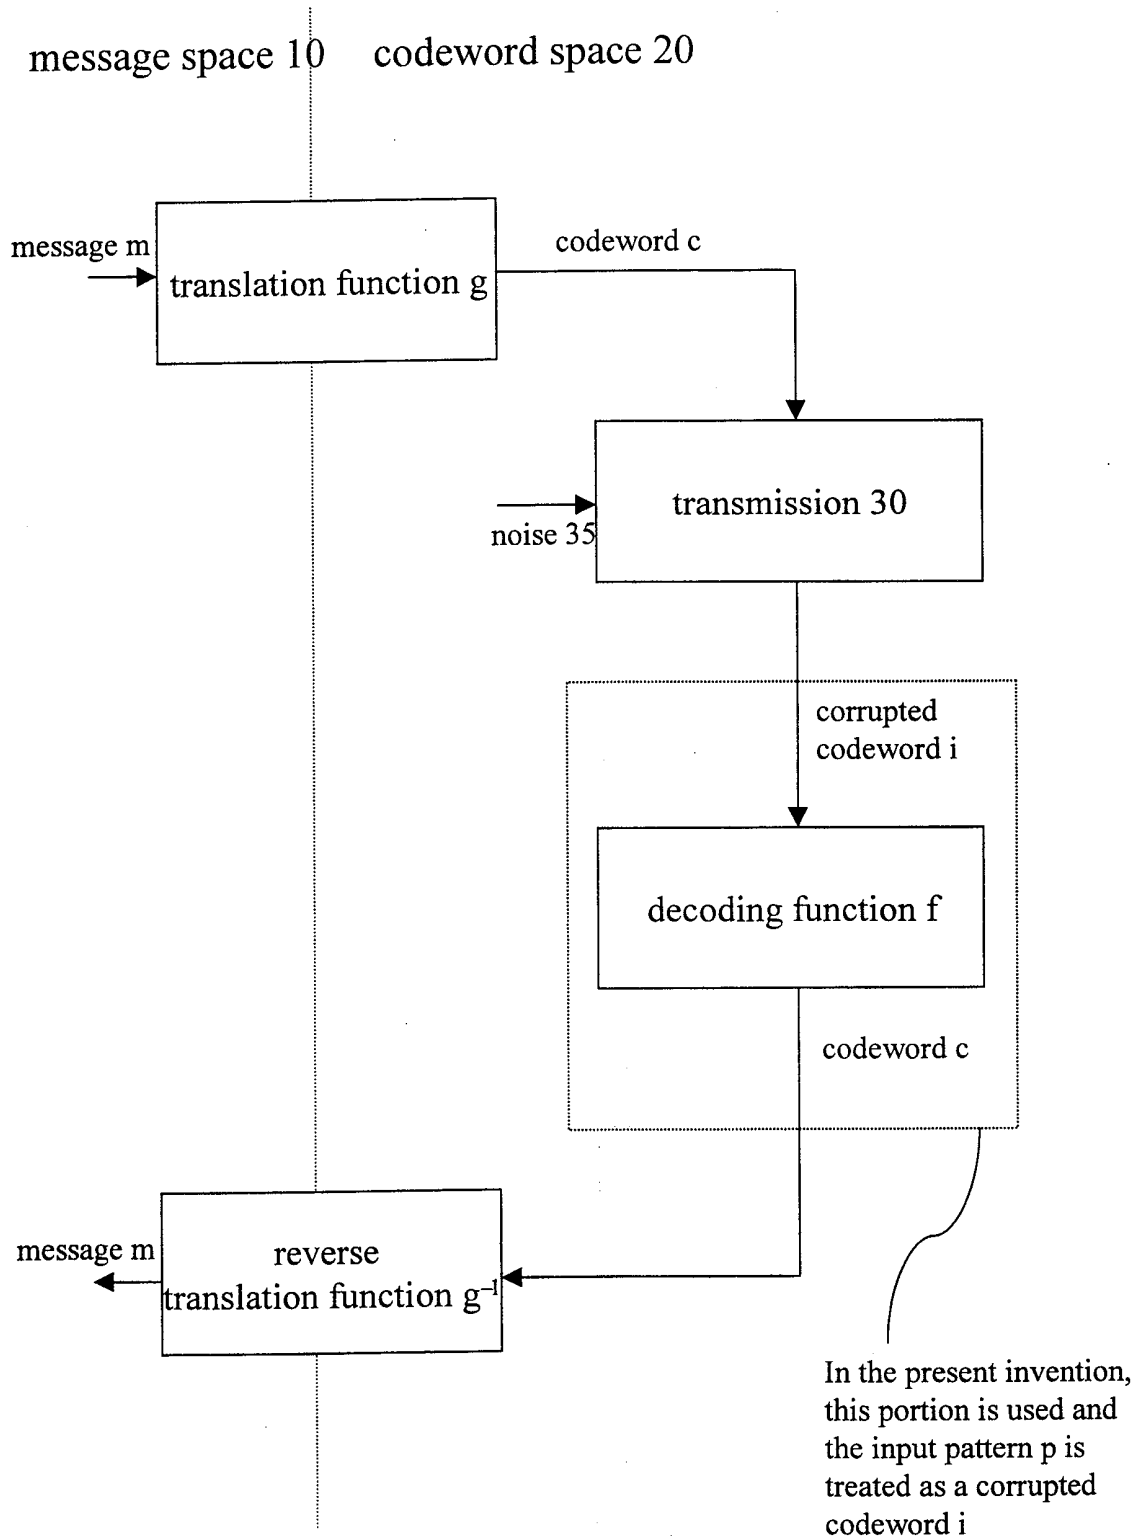 message space 10 codeword space 20
message m
codeword c
translation function g
transmission 30
noise 35
corrupted
codeword i
decoding function f
codeword c
message m
reverse
translation function g⁻¹
In the present invention,
this portion is used and
the input pattern p is
treated as a corrupted
codeword i